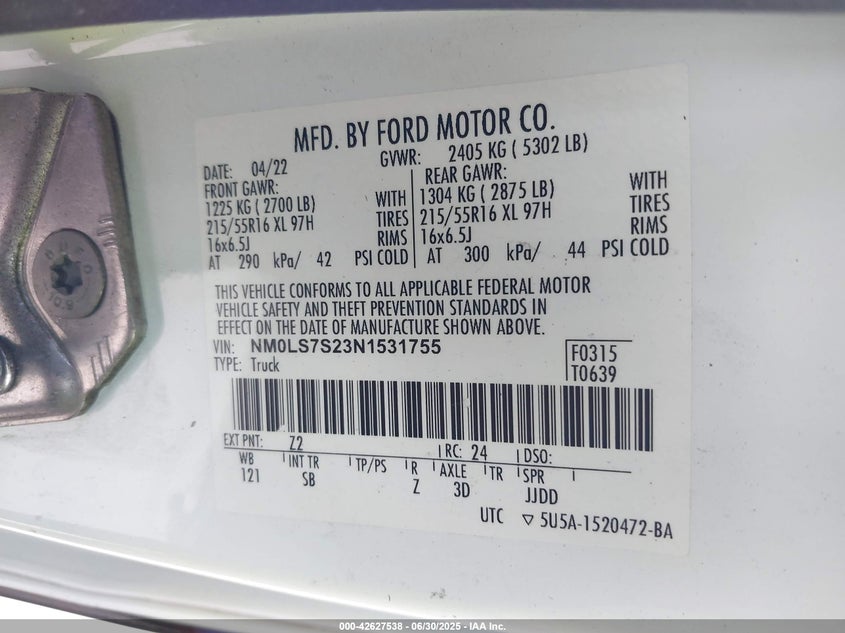 MFD. BY FORD MOTOR CO.
DATE: 04/22 GVWR: 2405 KG ( 5302 LB)
FRONT GAWR: REAR GAWR:
1225 KG ( 2700 LB) WITH 1304 KG ( 2875 LB) WITH
215/55R16 XL 97H TIRES 215/55R16 XL 97H TIRES
16x6.5J RIMS 16x6.5J RIMS
AT 290 kPa/ 42 PSI COLD AT 300 kPa/ 44 PSI COLD
THIS VEHICLE CONFORMS TO ALL APPLICABLE FEDERAL MOTOR
VEHICLE SAFETY AND THEFT PREVENTION STANDARDS IN
EFFECT ON THE DATE OF MANUFACTURE SHOWN ABOVE.
VIN: NM0LS7S23N1531755 F0315
TYPE: Truck T0639
EXT PNT: Z2 RC: 24 DSO:
WB INT TR TP/PS R AXLE TR SPR
121 SB Z 3D JJDD
UTC ▽ 5U5A-1520472-BA
10.9
000-42627538 - 06/30/2025 - IAA Inc.